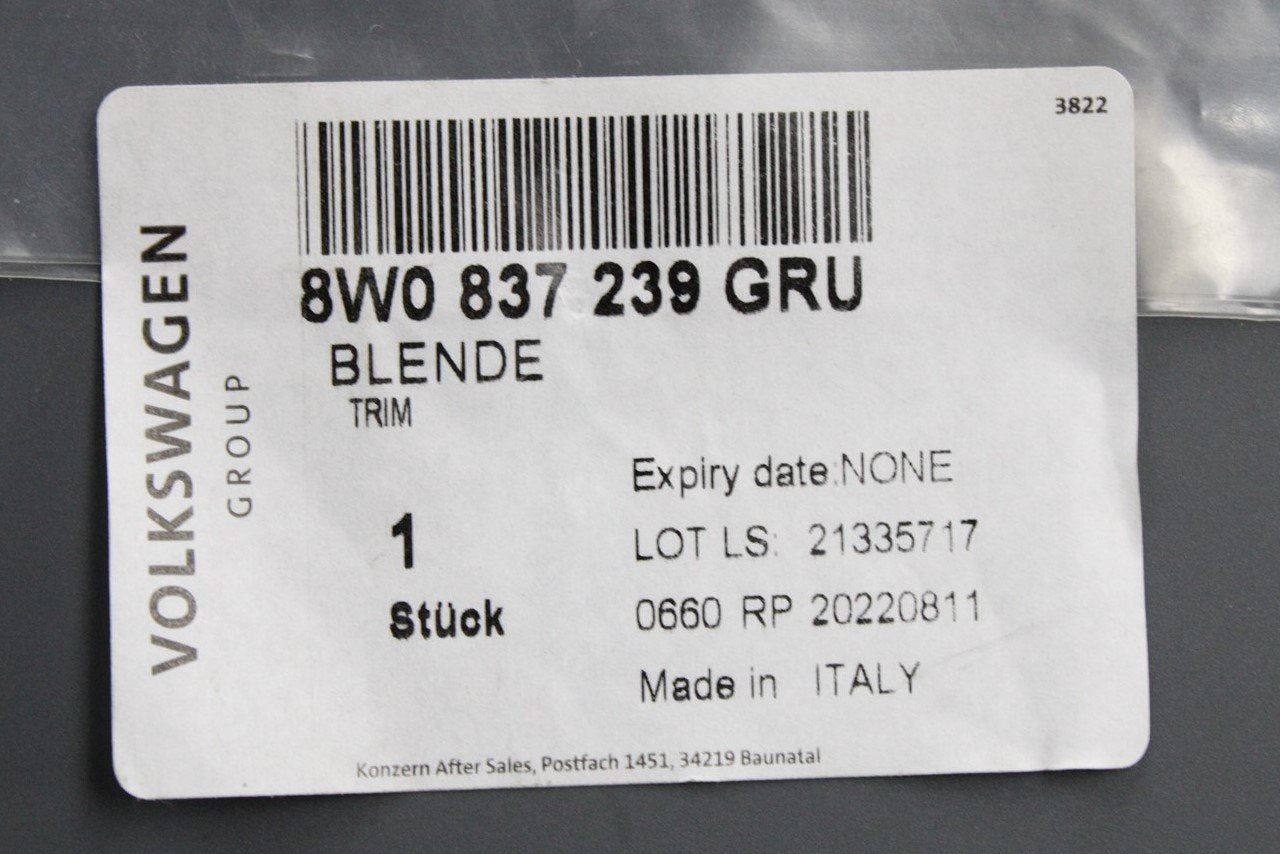 3822
VOLKSWAGEN
GROUP
8W0 837 239 GRU
BLENDE
TRIM
1
Stück
Expiry date:NONE
LOT LS: 21335717
0660 RP 20220811
Made in ITALY
Konzern After Sales, Postfach 1451, 34219 Baunatal